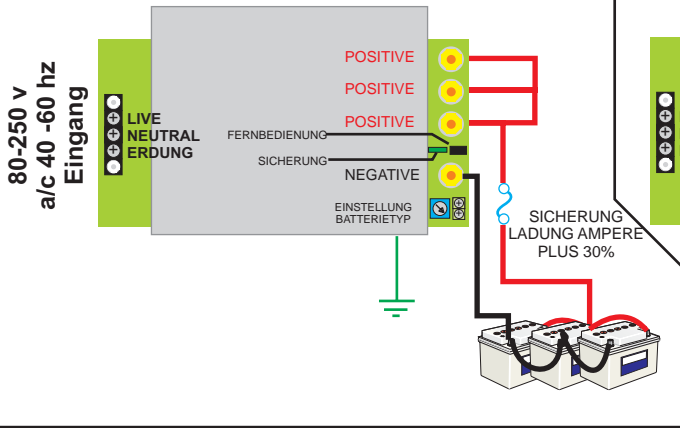 80-250 v
a/c 40 -60 hz
Eingang
LIVE
NEUTRAL
ERDUNG
POSITIVE
POSITIVE
POSITIVE
FERNBEDIENUNG
SICHERUNG
NEGATIVE
EINSTELLUNG
BATTERIETYP
SICHERUNG
LADUNG AMPERE
PLUS 30%